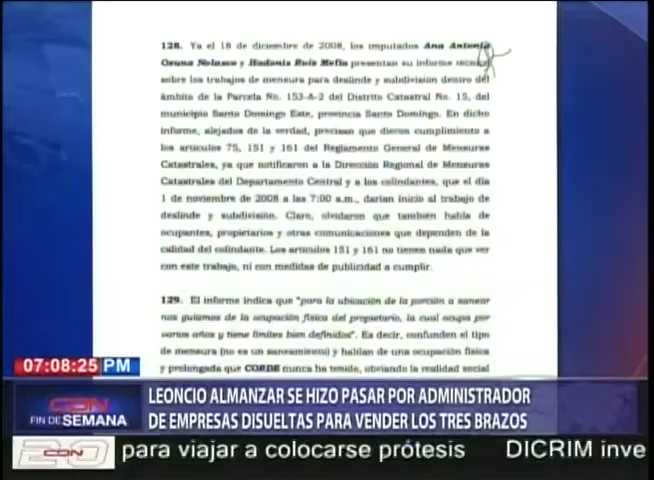 128. Ya el 18 de diciembre de 2008, los imputados Ana Antonia
Ozuna Nolasco y Hadonis Ruiz Mella presentan su informe técnico
sobre los trabajos de mensura para deslinde y subdivisión dentro del
ámbito de la Parcela No. 153-A-2 del Distrito Catastral No. 15, del
municipio Santo Domingo Este, provincia Santo Domingo. En dicho
informe, alejados de la verdad, precisan que dieron cumplimiento a
los artículos 75, 151 y 161 del Reglamento General de Mensuras
Catastrales, ya que notificaron a la Dirección Regional de Mensuras
Catastrales del Departamento Central y a los colindantes, que el día
1 de noviembre de 2008 a las 7:00 a.m., darían inicio al trabajo de
deslinde y subdivisión. Claro, olvidaron que también habla de
ocupantes, propietarios y otras comunicaciones que dependen de la
calidad del colindante. Los artículos 151 y 161 no tienen nada que ver
con este trabajo, ni con medidas de publicidad a cumplir.
129. El informe indica que "para la ubicación de la porción a sanear
nos guiamos de la ocupación física del propietario, la cual ocupa por
varios años y tiene límites bien definidos". Es decir, confunden el tipo
de mensura (no es un saneamiento) y hablan de una ocupación física
y prolongada que CORDE nunca ha tenido, obviando la realidad social
07:08:25 PM
CDN
FIN DE SEMANA
LEONCIO ALMANZAR SE HIZO PASAR POR ADMINISTRADOR
DE EMPRESAS DISUELTAS PARA VENDER LOS TRES BRAZOS
CDN
para viajar a colocarse prótesis DICRIM inve